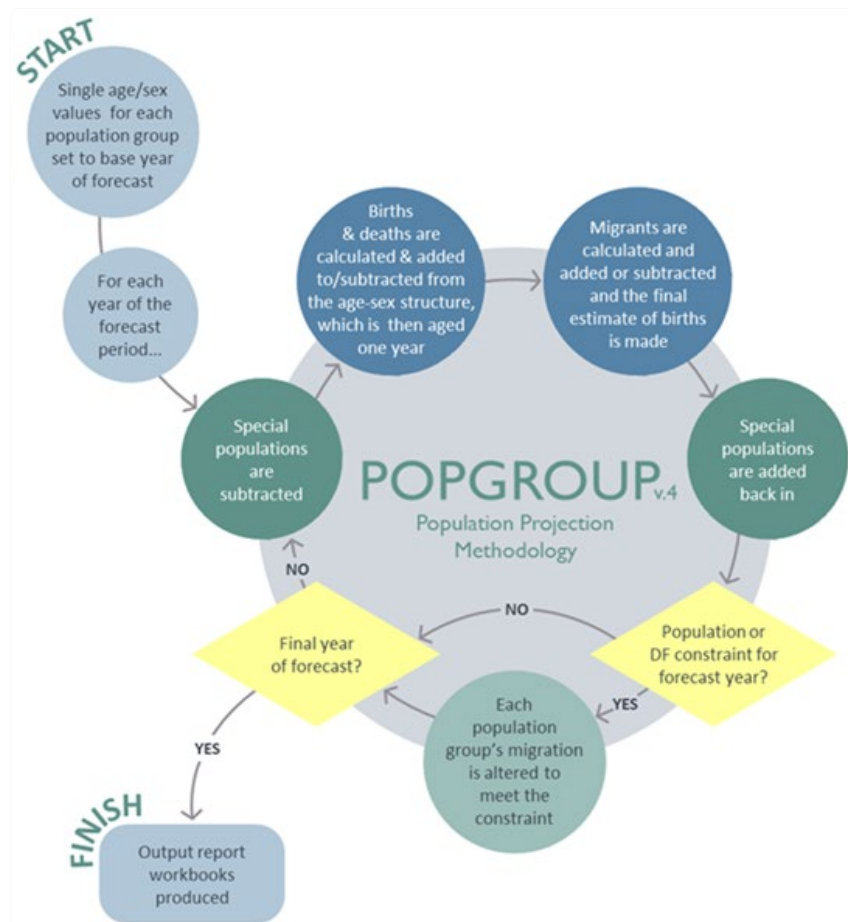 START
Single age/sex
values for each
population group
set to base year
of forecast
For each
year of the
forecast
period...
Special
populations
are
subtracted
Births
& deaths are
calculated & added
to/subtracted from
the age-sex structure,
which is then aged
one year
Migrants are
calculated and
added or subtracted
and the final
estimate of births
is made
Special
populations
are added
back in
POPGROUP v.4
Population Projection
Methodology
Population or
DF constraint for
forecast year?
NO
YES
Each
population
group's migration
is altered to
meet the
constraint
Final year
of forecast?
NO
YES
FINISH
Output report
workbooks
produced